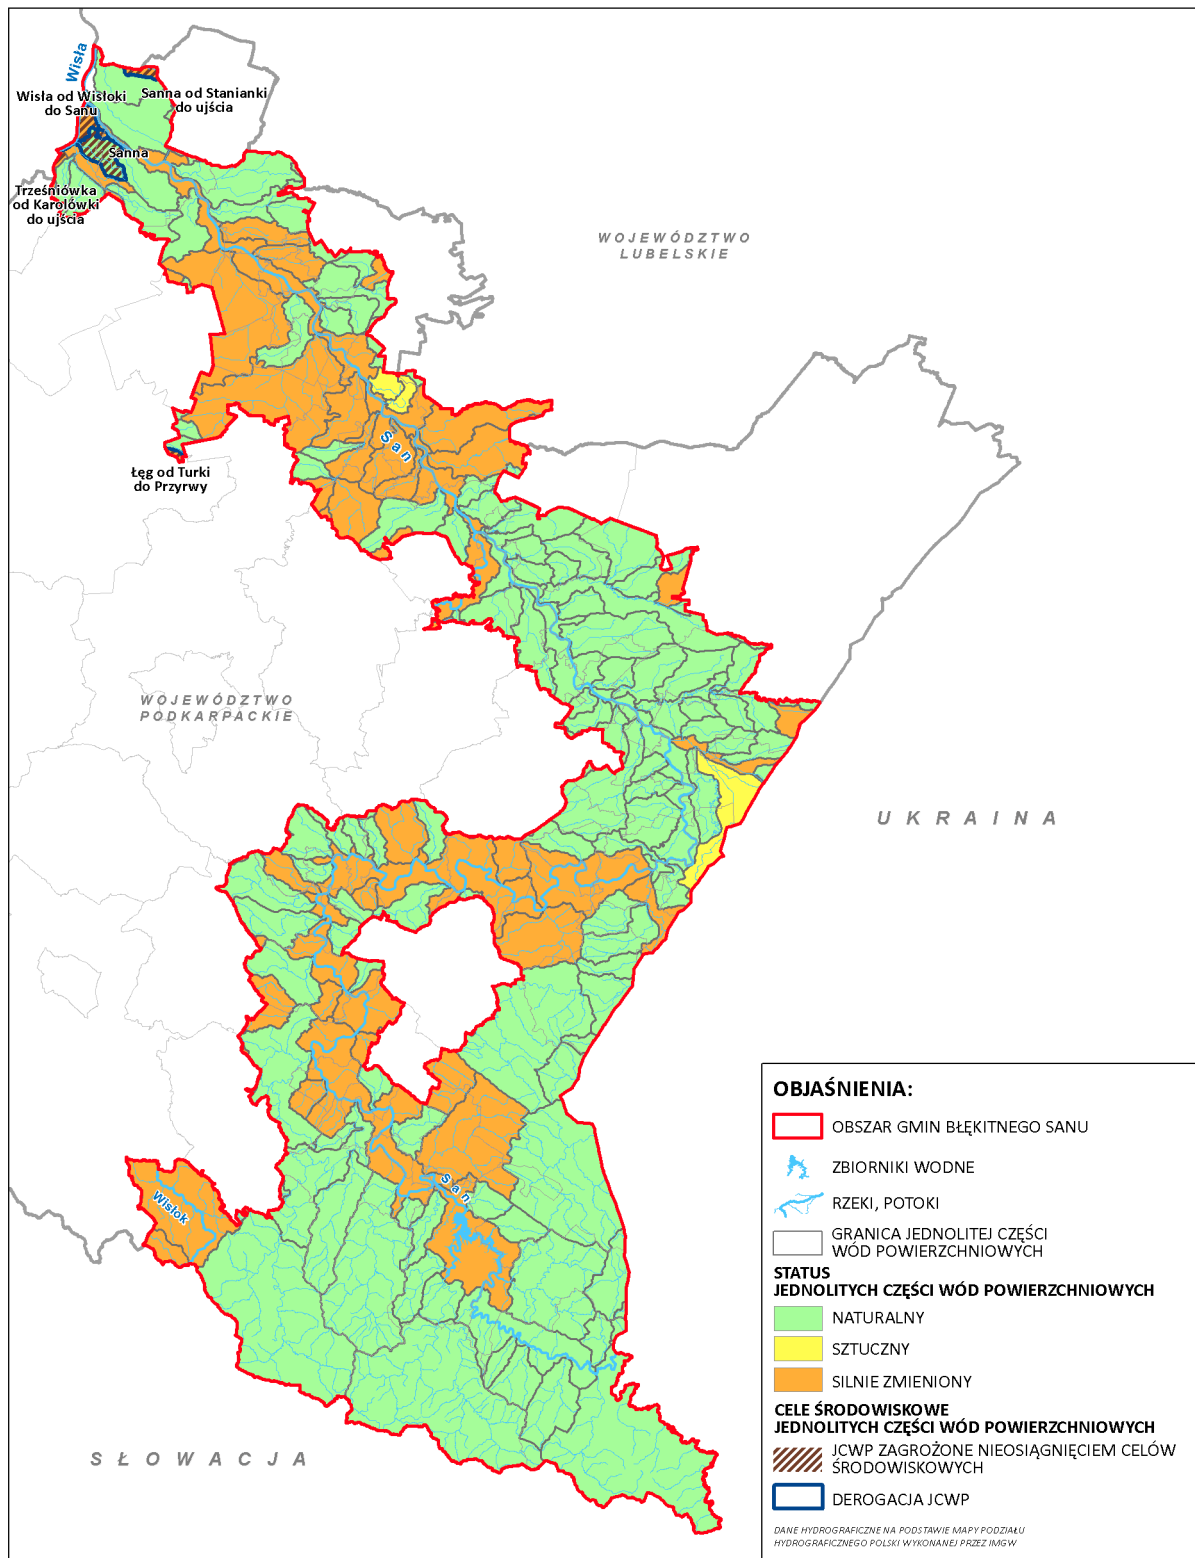 Wisła
Wisła od Wisłoki
do Sanu
Sanna od Stanianki
do ujścia
Sanna
Trześniówka
od Karolówki
do ujścia
WOJEWÓDZTWO
LUBELSKIE
San
Łęg od Turki
do Przyrwy
WOJEWÓDZTWO
PODKARPACKIE
UKRAINA
San
Wisłok
SŁOWACJA
OBJAŚNIENIA:
OBSZAR GMIN BŁĘKITNEGO SANU
ZBIORNIKI WODNE
RZEKI, POTOKI
GRANICA JEDNOLITEJ CZĘŚCI
WÓD POWIERZCHNIOWYCH
STATUS
JEDNOLITYCH CZĘŚCI WÓD POWIERZCHNIOWYCH
NATURALNY
SZTUCZNY
SILNIE ZMIENIONY
CELE ŚRODOWISKOWE
JEDNOLITYCH CZĘŚCI WÓD POWIERZCHNIOWYCH
JCWP ZAGROŻONE NIEOSIĄGNIĘCIEM CELÓW
ŚRODOWISKOWYCH
DEROGACJA JCWP
DANE HYDROGRAFICZNE NA PODSTAWIE MAPY PODZIAŁU
HYDROGRAFICZNEGO POLSKI WYKONANEJ PRZEZ IMGW